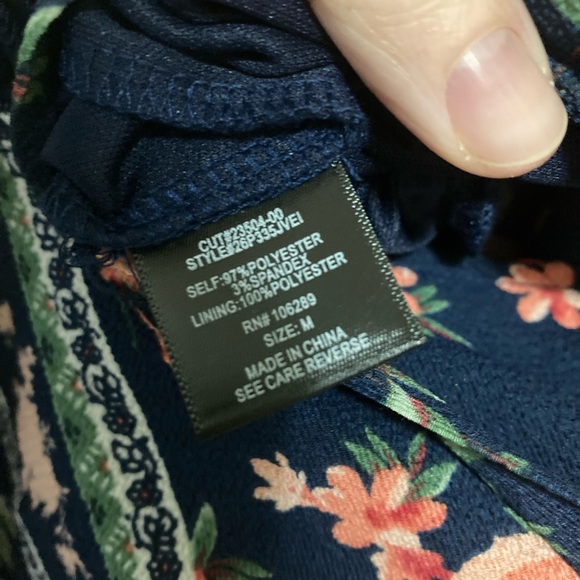 CUT#23504-00
STYLE#26P335JVEI
SELF:97%POLYESTER
3%SPANDEX
LINING:100%POLYESTER
RN# 106289
SIZE: M
MADE IN CHINA
SEE CARE REVERSE